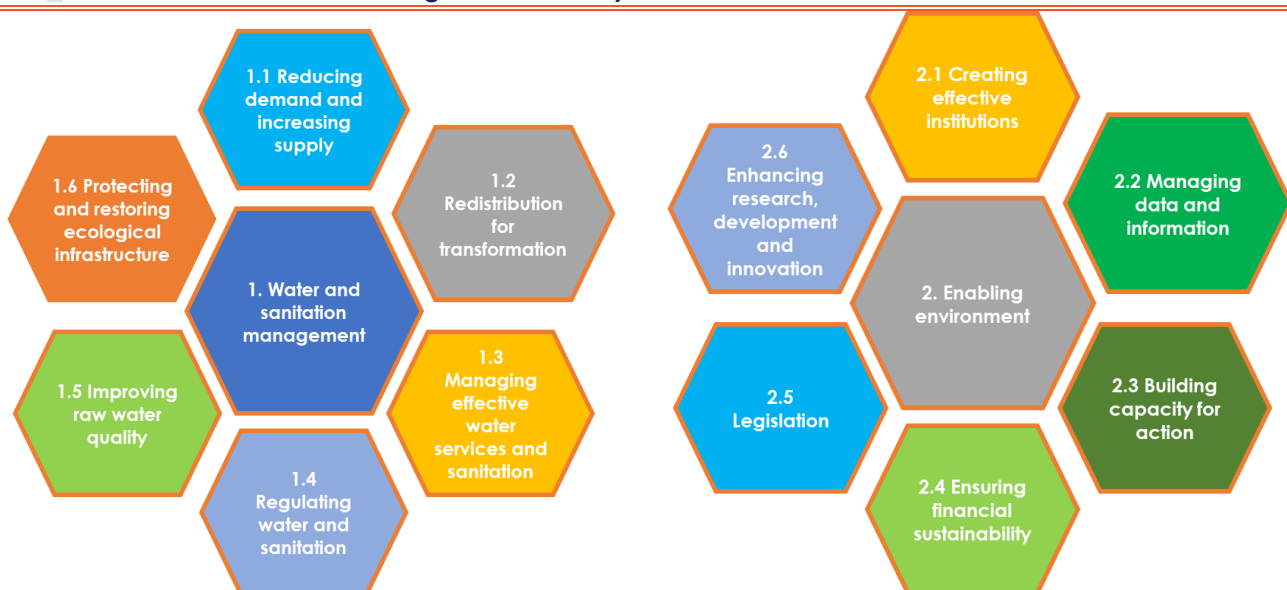 1.1 Reducing
demand and
increasing
supply
1.2
Redistribution
for
transformation
1.6 Protecting
and restoring
ecological
infrastructure
1. Water and
sanitation
management
1.3
Managing
effective
water
services and
sanitation
1.5 Improving
raw water
quality
1.4
Regulating
water and
sanitation
2.1 Creating
effective
institutions
2.6
Enhancing
research,
development
and
innovation
2.2 Managing
data and
information
2. Enabling
environment
2.5
Legislation
2.3 Building
capacity for
action
2.4 Ensuring
financial
sustainability